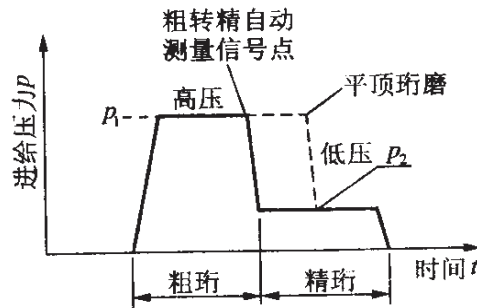 粗转精自动
测量信号点
高压
平顶珩磨
p₁
低压 p₂
进给压力p
时间 t
粗珩
精珩